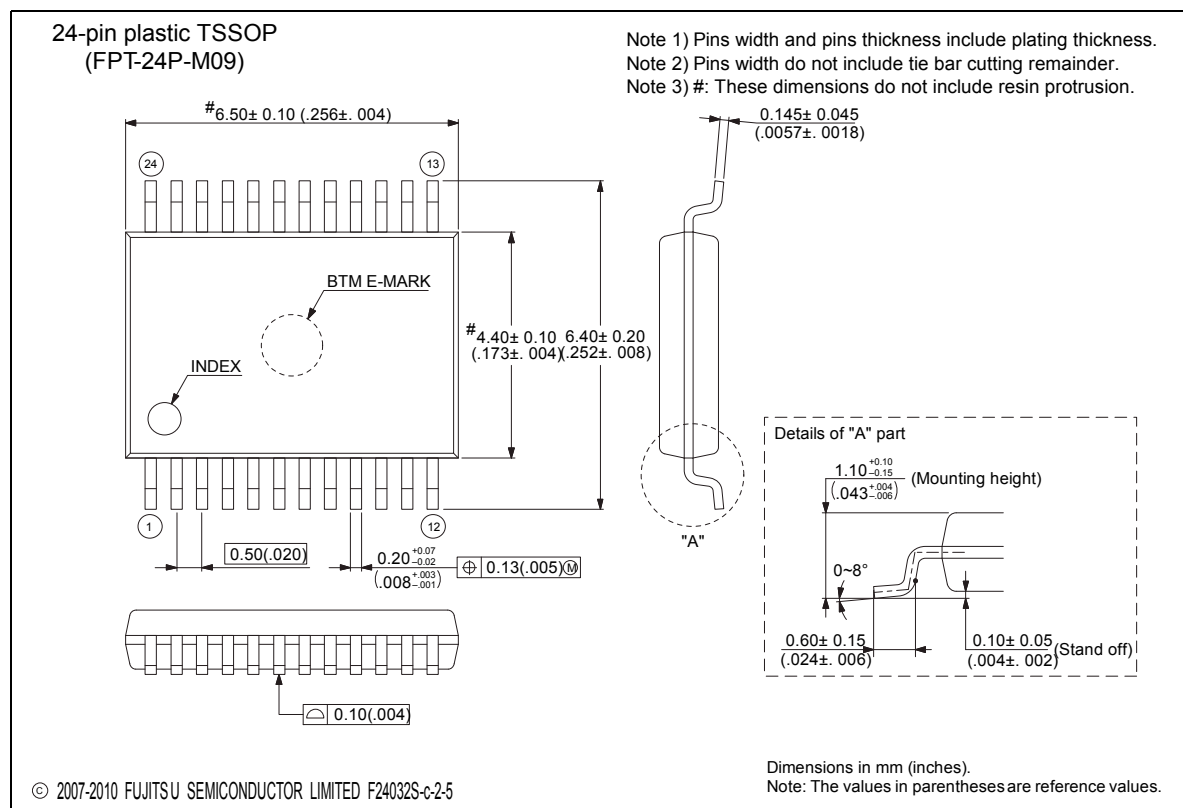 24-pin plastic TSSOP
(FPT-24P-M09)
Note 1) Pins width and pins thickness include plating thickness.
Note 2) Pins width do not include tie bar cutting remainder.
Note 3) #: These dimensions do not include resin protrusion.
#6.50± 0.10 (.256±. 004)
0.145± 0.045
(.0057±. 0018)
24
13
BTM E-MARK
INDEX
#4.40± 0.10
(.173±. 004)
6.40± 0.20
(.252±. 008)
1
12
"A"
0.50(.020)
0.20 +0.07 –0.02
(.008 +.003 –.001)
⌖ 0.13(.005)Ⓜ
Details of "A" part
1.10 +0.10 –0.15
(.043 +.004 –.006)
(Mounting height)
0~8°
0.60± 0.15
(.024±. 006)
0.10± 0.05
(.004±. 002)
(Stand off)
⌓ 0.10(.004)
© 2007-2010 FUJITSU SEMICONDUCTOR LIMITED F24032S-c-2-5
Dimensions in mm (inches).
Note: The values in parentheses are reference values.